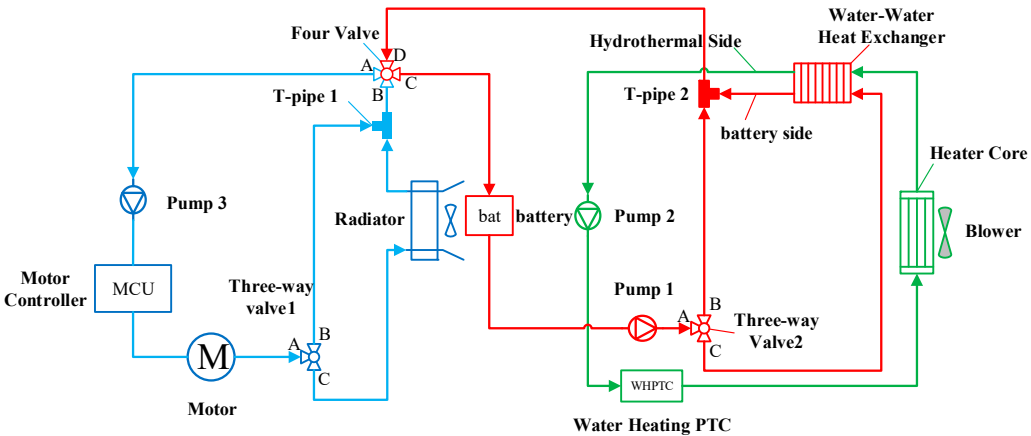 Water-Water
Heat Exchanger
Four Valve
D
Hydrothermal Side
A
C
B
T-pipe 1
T-pipe 2
battery side
Heater Core
Pump 3
Radiator
bat
battery
Pump 2
Blower
Motor
Controller
MCU
Three-way
valve1
Pump 1
B
A
Three-way
Valve2
C
B
A
C
M
WHPTC
Motor
Water Heating PTC